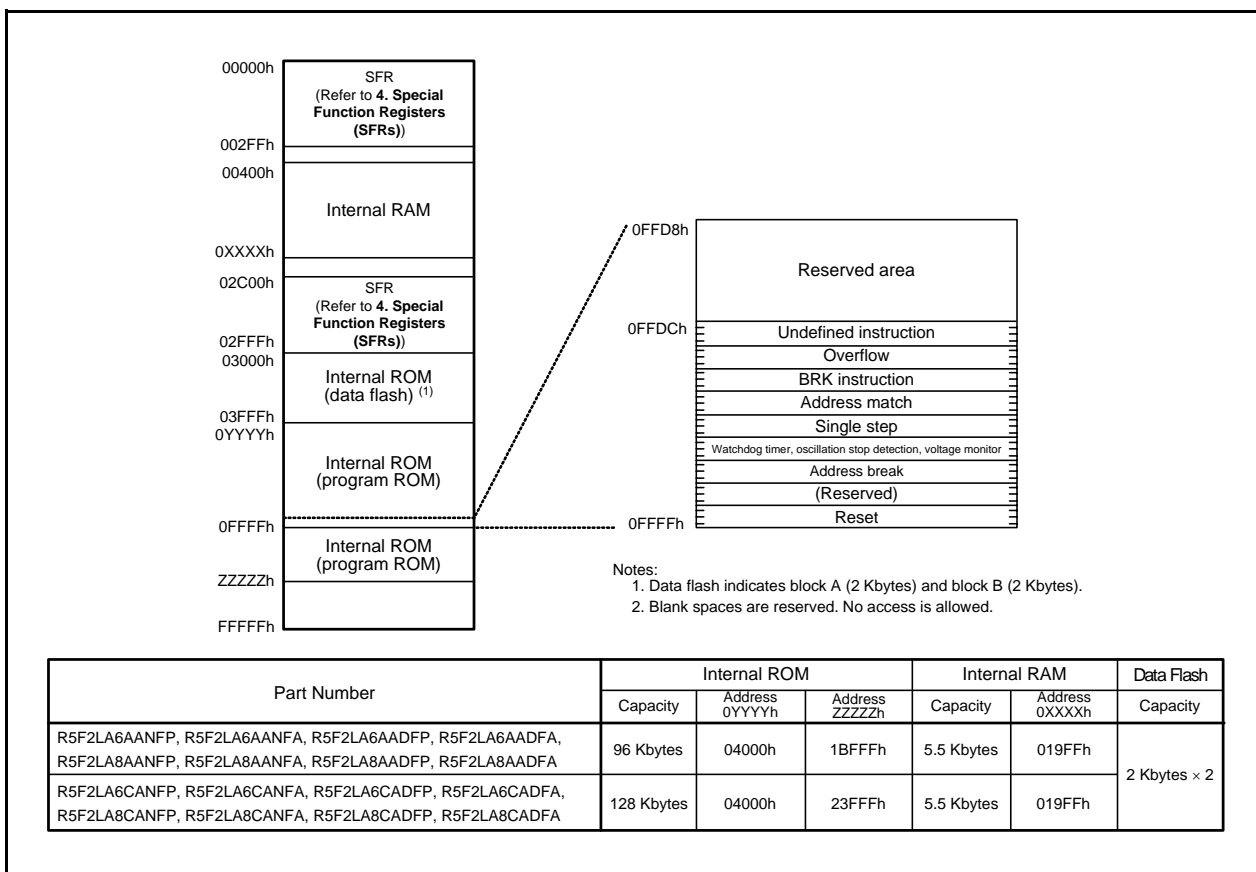 00000h
SFR
(Refer to 4. Special
Function Registers
(SFRs))
002FFh
00400h
Internal RAM
0XXXXh
02C00h
SFR
(Refer to 4. Special
Function Registers
(SFRs))
02FFFh
03000h
Internal ROM
(data flash) (1)
03FFFh
0YYYYh
Internal ROM
(program ROM)
0FFFFh
Internal ROM
(program ROM)
ZZZZZh
FFFFFh
0FFD8h
Reserved area
0FFDCh
Undefined instruction
Overflow
BRK instruction
Address match
Single step
Watchdog timer, oscillation stop detection, voltage monitor
Address break
(Reserved)
0FFFFh
Reset
Notes:
1. Data flash indicates block A (2 Kbytes) and block B (2 Kbytes).
2. Blank spaces are reserved. No access is allowed.
Part Number Internal ROM Internal RAM Data Flash
Capacity Address 0YYYYh Address ZZZZZh Capacity Address 0XXXXh Capacity
R5F2LA6AANFP, R5F2LA6AANFA, R5F2LA6AADFP, R5F2LA6AADFA,
R5F2LA8AANFP, R5F2LA8AANFA, R5F2LA8AADFP, R5F2LA8AADFA
96 Kbytes 04000h 1BFFFh 5.5 Kbytes 019FFh
2 Kbytes × 2
R5F2LA6CANFP, R5F2LA6CANFA, R5F2LA6CADFP, R5F2LA6CADFA,
R5F2LA8CANFP, R5F2LA8CANFA, R5F2LA8CADFP, R5F2LA8CADFA
128 Kbytes 04000h 23FFFh 5.5 Kbytes 019FFh